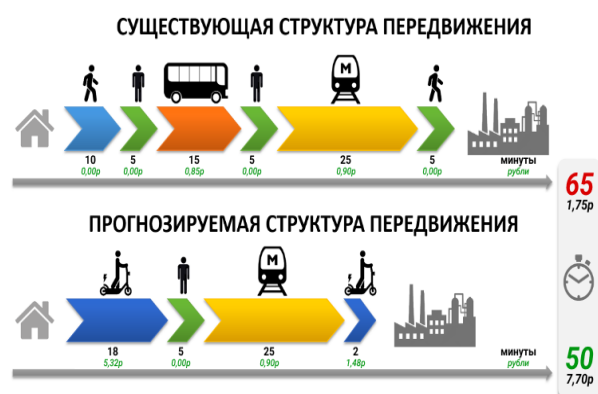 СУЩЕСТВУЮЩАЯ СТРУКТУРА ПЕРЕДВИЖЕНИЯ
М
10 5 15 5 25 5 минуты
0,00р 0,00р 0,85р 0,00р 0,90р 0,00р рубли
65
1,75р
ПРОГНОЗИРУЕМАЯ СТРУКТУРА ПЕРЕДВИЖЕНИЯ
М
18 5 25 2 минуты
5,32р 0,00р 0,90р 1,48р рубли
50
7,70р